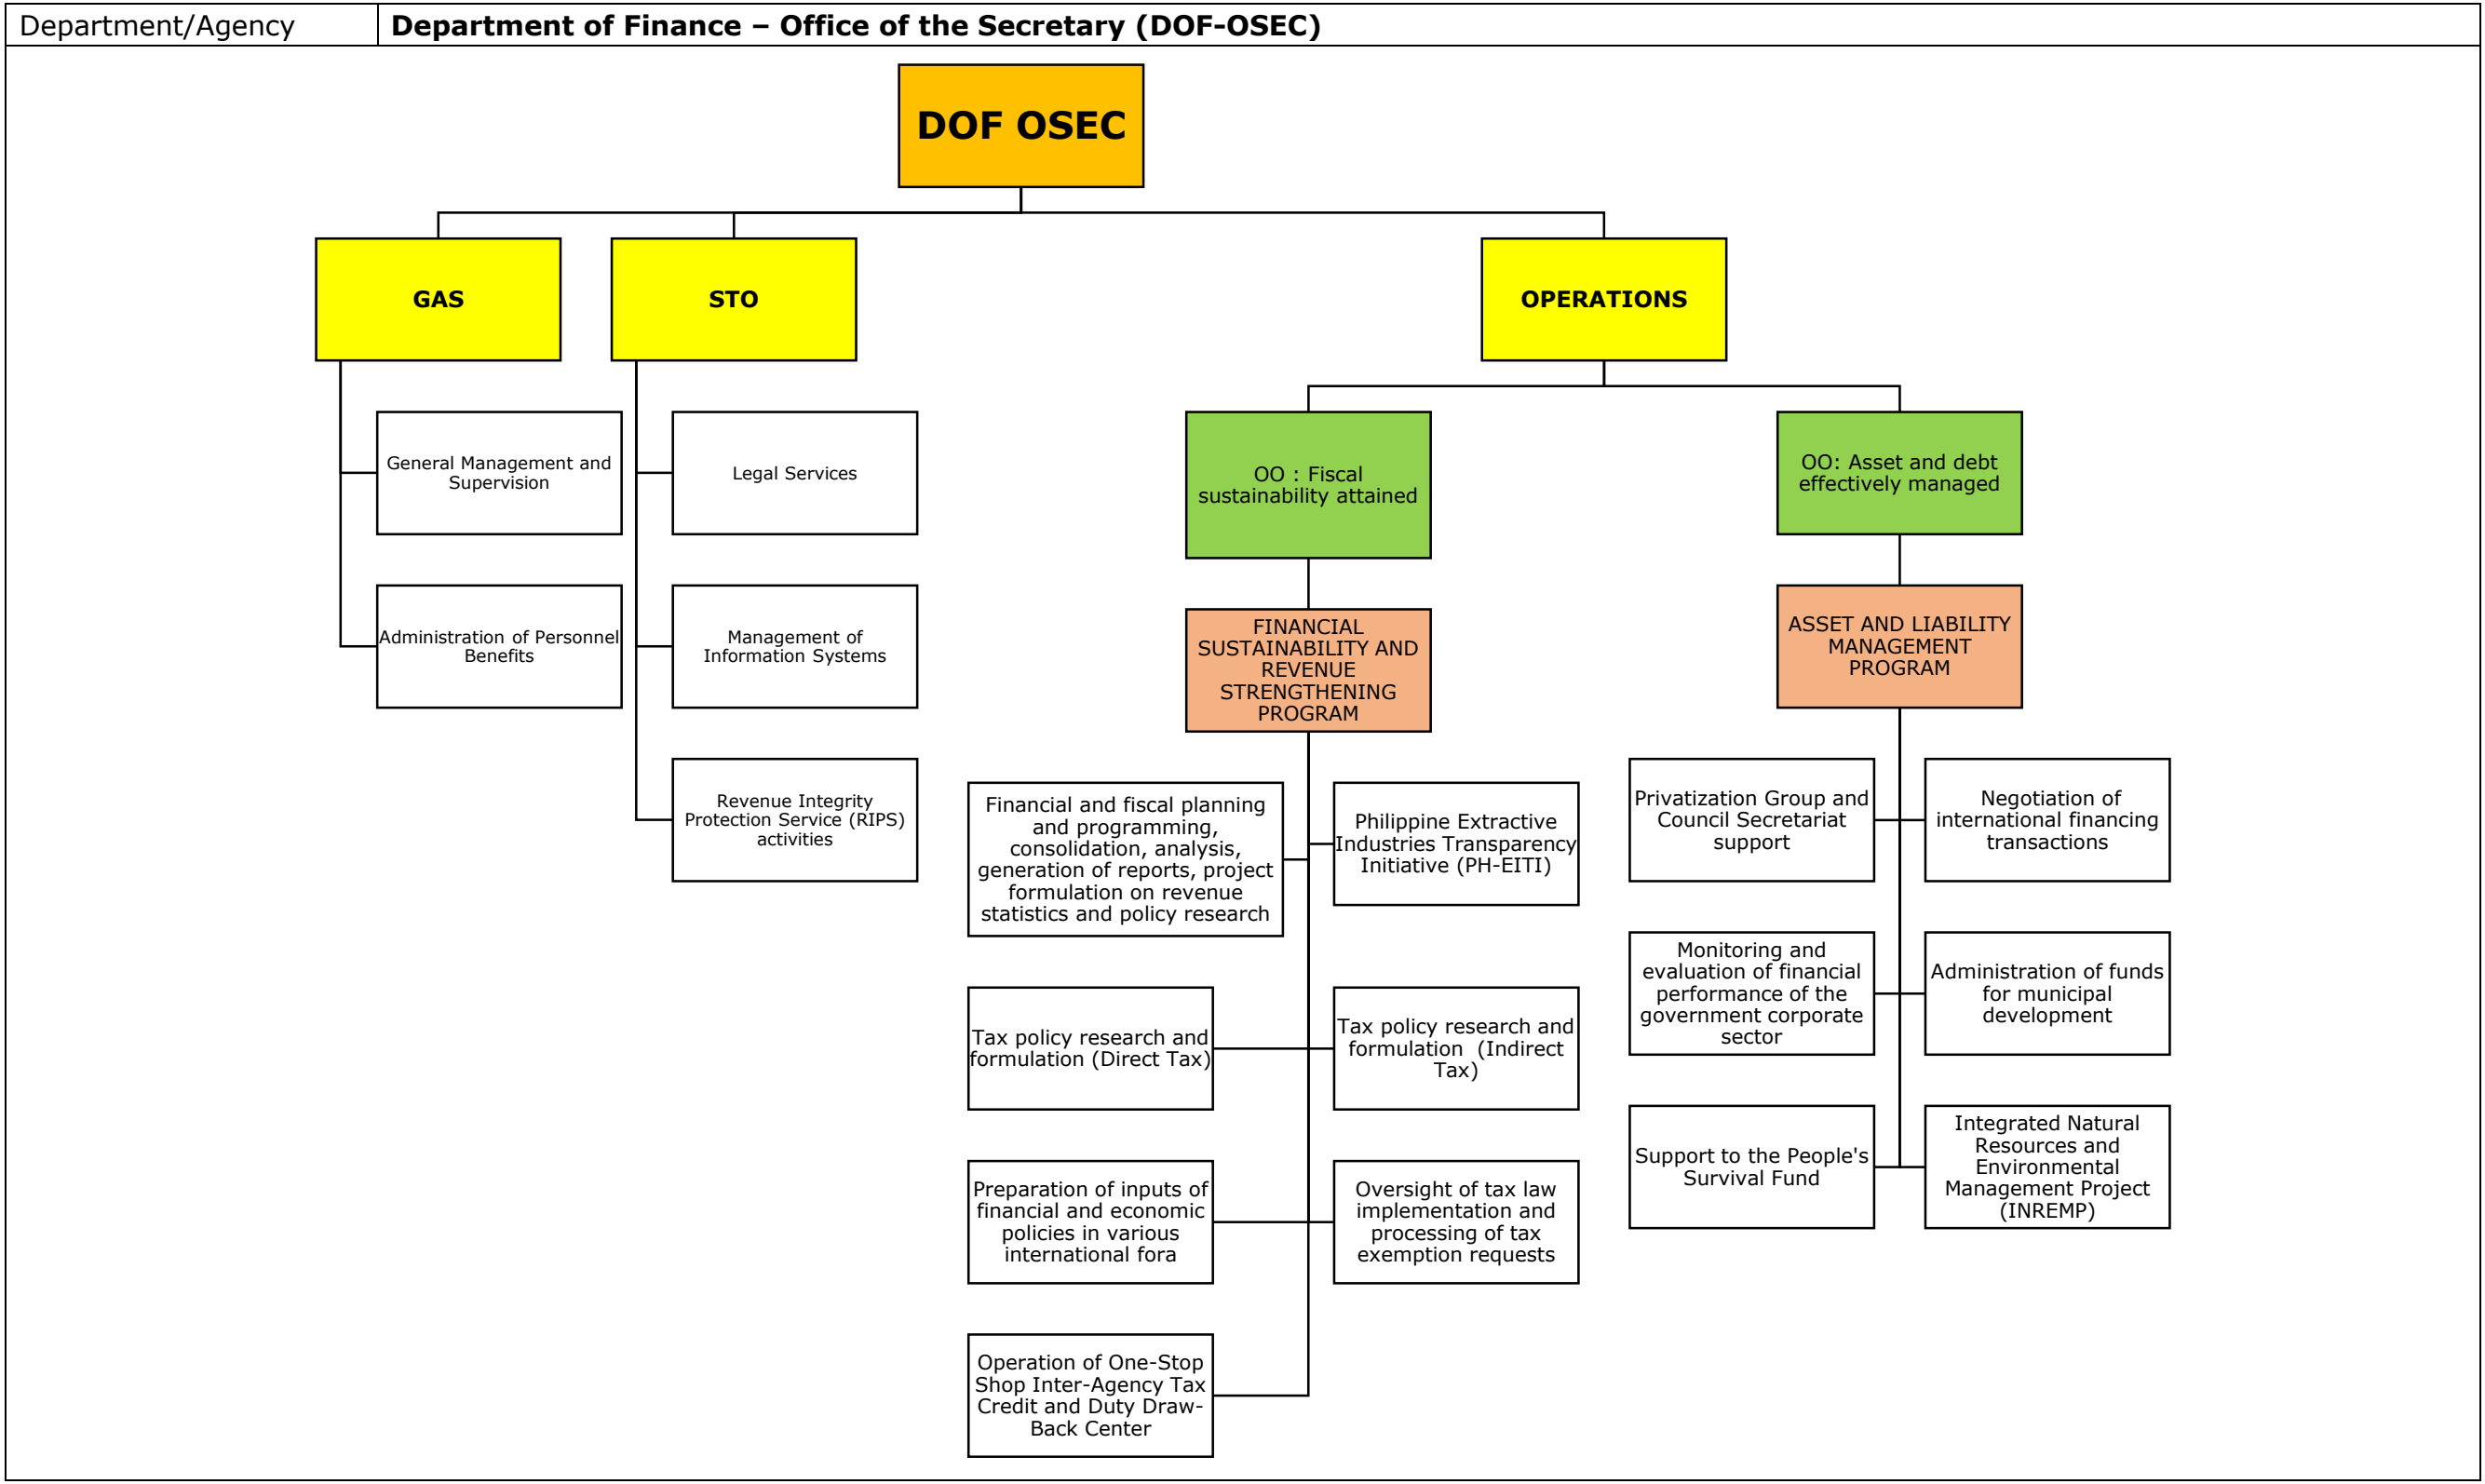 Department/Agency
Department of Finance – Office of the Secretary (DOF-OSEC)
DOF OSEC
GAS
STO
OPERATIONS
General Management and
Supervision
Legal Services
OO : Fiscal
sustainability attained
OO: Asset and debt
effectively managed
Administration of Personnel
Benefits
Management of
Information Systems
FINANCIAL
SUSTAINABILITY AND
REVENUE
STRENGTHENING
PROGRAM
ASSET AND LIABILITY
MANAGEMENT
PROGRAM
Revenue Integrity
Protection Service (RIPS)
activities
Financial and fiscal planning
and programming,
consolidation, analysis,
generation of reports, project
formulation on revenue
statistics and policy research
Philippine Extractive
Industries Transparency
Initiative (PH-EITI)
Privatization Group and
Council Secretariat
support
Negotiation of
international financing
transactions
Tax policy research and
formulation (Direct Tax)
Tax policy research and
formulation  (Indirect
Tax)
Monitoring and
evaluation of financial
performance of the
government corporate
sector
Administration of funds
for municipal
development
Preparation of inputs of
financial and economic
policies in various
international fora
Oversight of tax law
implementation and
processing of tax
exemption requests
Support to the People's
Survival Fund
Integrated Natural
Resources and
Environmental
Management Project
(INREMP)
Operation of One-Stop
Shop Inter-Agency Tax
Credit and Duty Draw-
Back Center